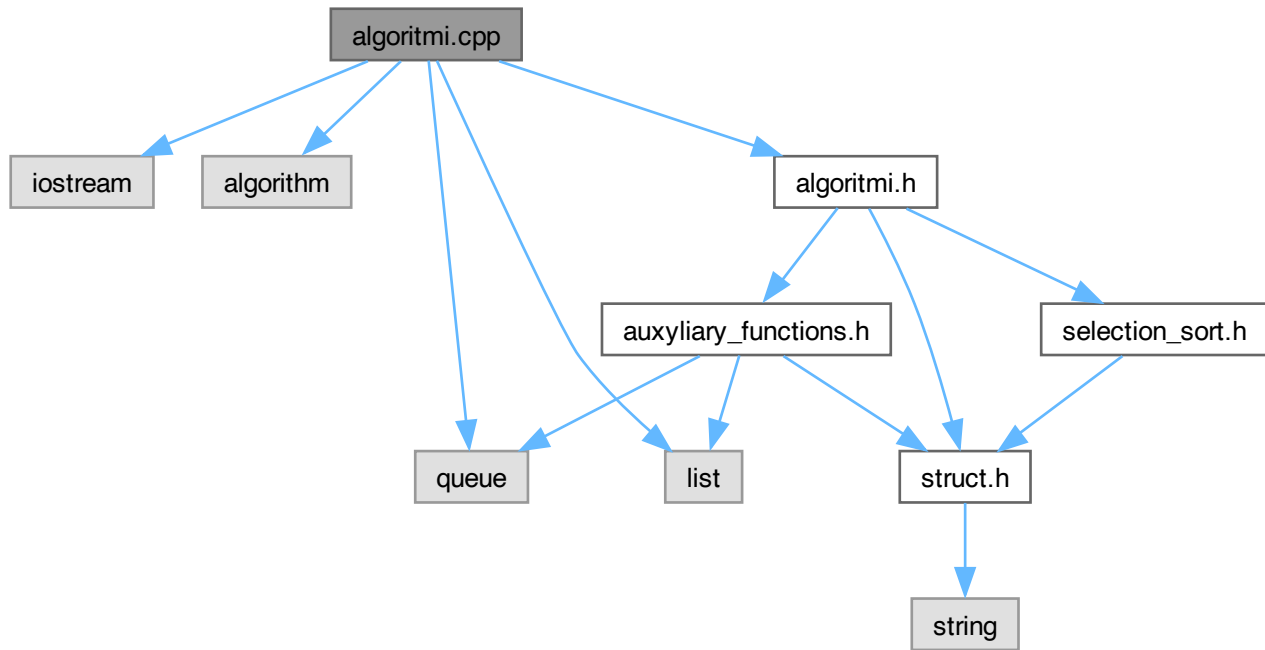 algoritmi.cpp
iostream
algorithm
algoritmi.h
auxyliary_functions.h
selection_sort.h
queue
list
struct.h
string